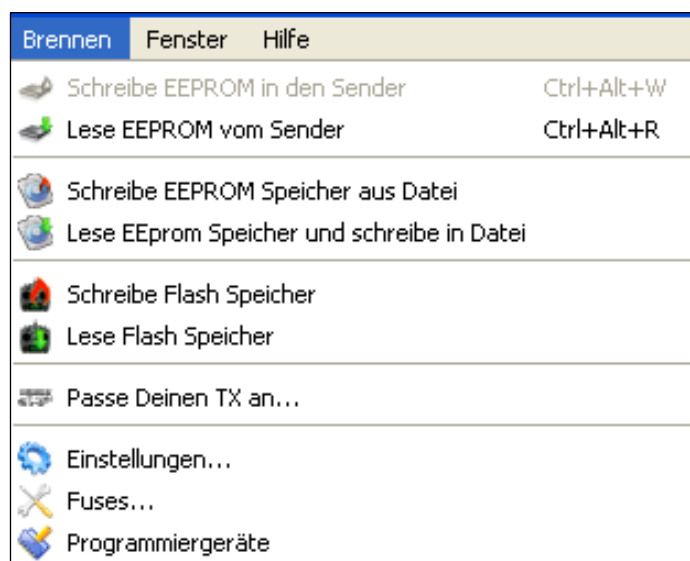 Brennen Fenster Hilfe
Schreibe EEPROM in den Sender Ctrl+Alt+W
Lese EEPROM vom Sender Ctrl+Alt+R
Schreibe EEPROM Speicher aus Datei
Lese EEprom Speicher und schreibe in Datei
Schreibe Flash Speicher
Lese Flash Speicher
Passe Deinen TX an...
Einstellungen...
Fuses...
Programmiergeräte